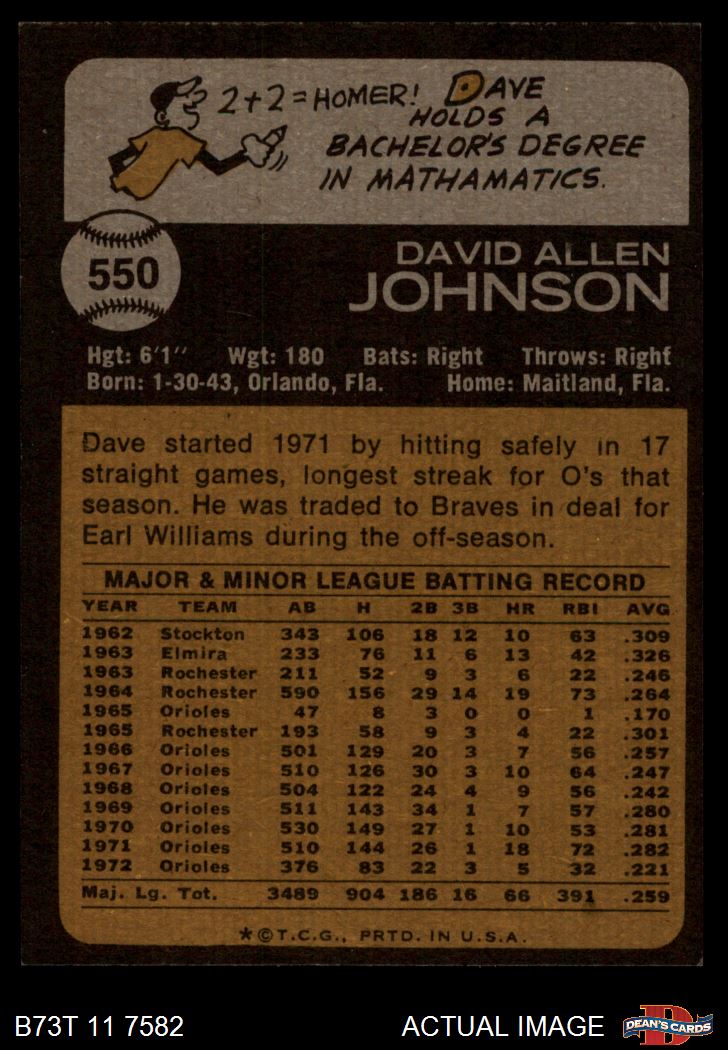 2+2=HOMER! DAVE
HOLDS A
BACHELOR'S DEGREE
IN MATHAMATICS.
550
DAVID ALLEN
JOHNSON
Hgt: 6'1" Wgt: 180 Bats: Right Throws: Right
Born: 1-30-43, Orlando, Fla. Home: Maitland, Fla.
Dave started 1971 by hitting safely in 17
straight games, longest streak for O's that
season. He was traded to Braves in deal for
Earl Williams during the off-season.
MAJOR & MINOR LEAGUE BATTING RECORD
YEAR TEAM AB H 2B 3B HR RBI AVG
1962 Stockton 343 106 18 12 10 63 .309
1963 Elmira 233 76 11 6 13 42 .326
1963 Rochester 211 52 9 3 6 22 .246
1964 Rochester 590 156 29 14 19 73 .264
1965 Orioles 47 8 3 0 0 1 .170
1965 Rochester 193 58 9 3 4 22 .301
1966 Orioles 501 129 20 3 7 56 .257
1967 Orioles 510 126 30 3 10 64 .247
1968 Orioles 504 122 24 4 9 56 .242
1969 Orioles 511 143 34 1 7 57 .280
1970 Orioles 530 149 27 1 10 53 .281
1971 Orioles 510 144 26 1 18 72 .282
1972 Orioles 376 83 22 3 5 32 .221
Maj. Lg. Tot. 3489 904 186 16 66 391 .259
*©T.C.G., PRTD. IN U.S.A.
B73T 11 7582 ACTUAL IMAGE
D
DEAN'S CARDS